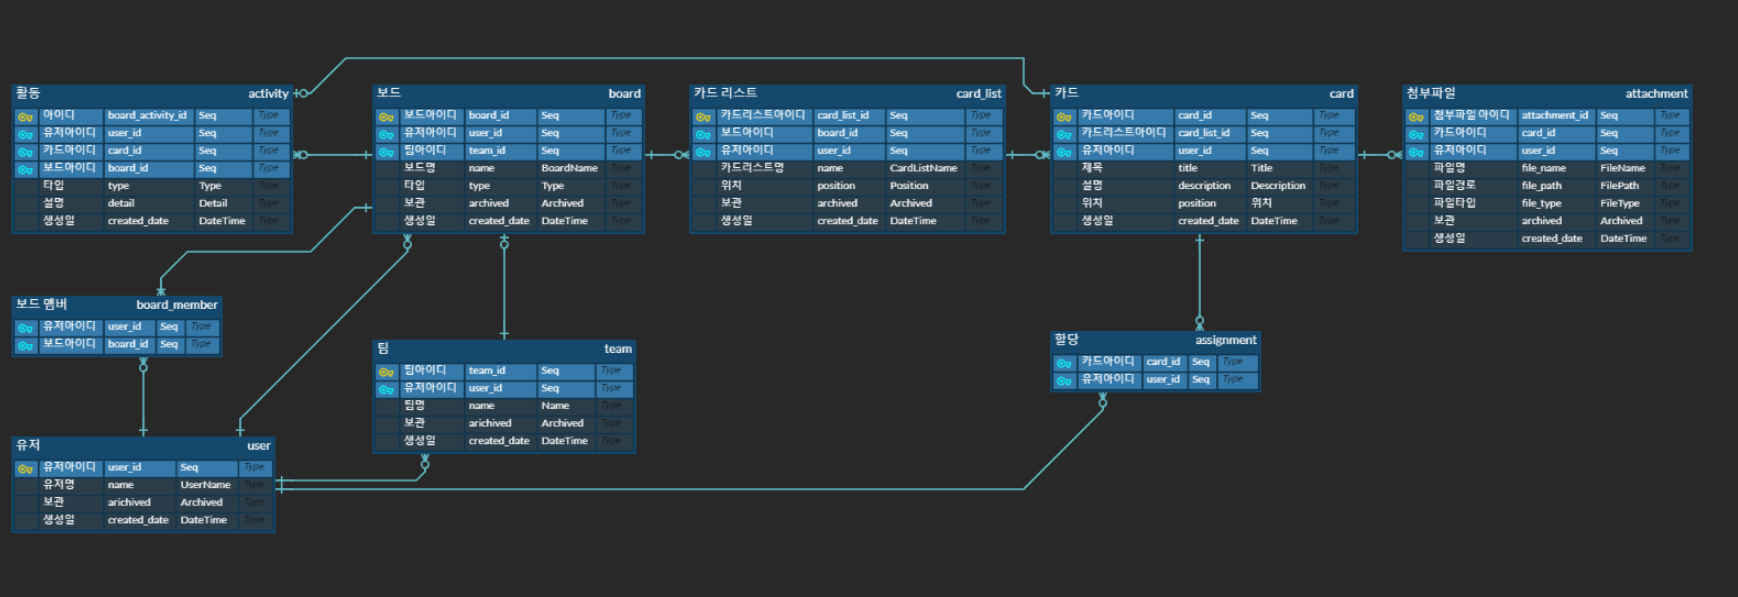 활동 activity
아이디 board_activity_id Seq Type
유저아이디 user_id Seq Type
카드아이디 card_id Seq Type
보드아이디 board_id Seq Type
타입 type Type Type
설명 detail Detail Type
생성일 created_date DateTime Type
보드 board
보드아이디 board_id Seq Type
유저아이디 user_id Seq Type
팀아이디 team_id Seq Type
보드명 name BoardName Type
타입 type Type Type
보관 archived Archived Type
생성일 created_date DateTime Type
카드 리스트 card_list
카드리스트아이디 card_list_id Seq Type
보드아이디 board_id Seq Type
유저아이디 user_id Seq Type
카드리스트명 name CardListName Type
위치 position Position Type
보관 archived Archived Type
생성일 created_date DateTime Type
카드 card
카드아이디 card_id Seq Type
카드리스트아이디 card_list_id Seq Type
유저아이디 user_id Seq Type
제목 title Title Type
설명 description Description Type
위치 position 위치 Type
생성일 created_date DateTime Type
첨부파일 attachment
첨부파일 아이디 attachment_id Seq Type
카드아이디 card_id Seq Type
유저아이디 user_id Seq Type
파일명 file_name FileName Type
파일경로 file_path FilePath Type
파일타입 file_type FileType Type
보관 archived Archived Type
생성일 created_date DateTime Type
보드 멤버 board_member
유저아이디 user_id Seq Type
보드아이디 board_id Seq Type
팀 team
팀아이디 team_id Seq Type
유저아이디 user_id Seq Type
팀명 name Name Type
보관 arichived Archived Type
생성일 created_date DateTime Type
할당 assignment
카드아이디 card_id Seq Type
유저아이디 user_id Seq Type
유저 user
유저아이디 user_id Seq Type
유저명 name UserName Type
보관 arichived Archived Type
생성일 created_date DateTime Type